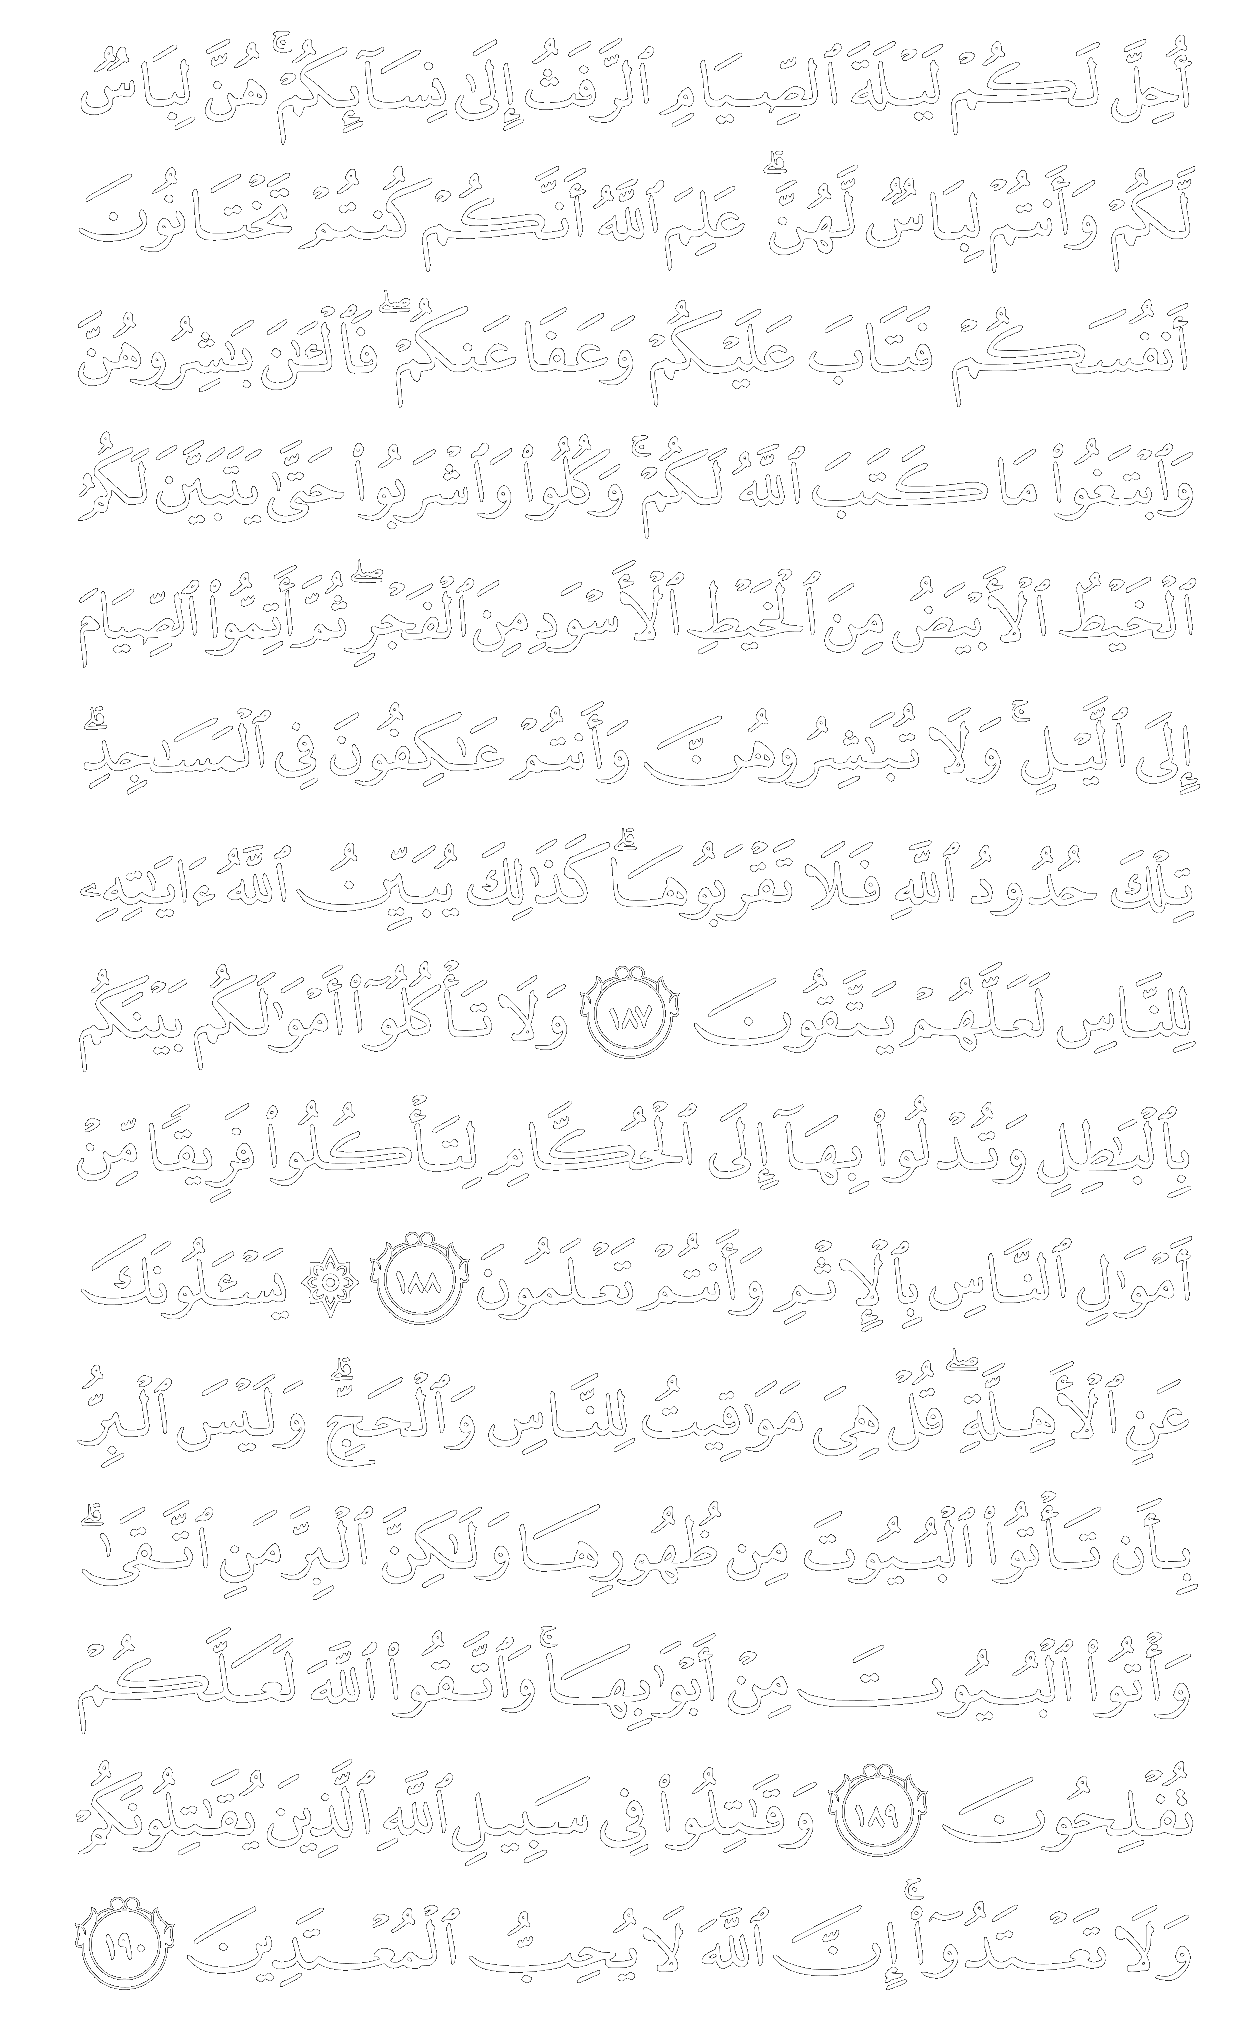 أُحِلَّ لَكُمْ لَيْلَةَ ٱلصِّيَامِ ٱلرَّفَثُ إِلَىٰ نِسَآئِكُمْ ۚ هُنَّ لِبَاسٌ
لَّكُمْ وَأَنتُمْ لِبَاسٌ لَّهُنَّ ۗ عَلِمَ ٱللَّهُ أَنَّكُمْ كُنتُمْ تَخْتَانُونَ
أَنفُسَكُمْ فَتَابَ عَلَيْكُمْ وَعَفَا عَنكُمْ ۖ فَٱلْـَٰٔنَ بَـٰشِرُوهُنَّ
وَٱبْتَغُوا۟ مَا كَتَبَ ٱللَّهُ لَكُمْ ۚ وَكُلُوا۟ وَٱشْرَبُوا۟ حَتَّىٰ يَتَبَيَّنَ لَكُمُ
ٱلْخَيْطُ ٱلْأَبْيَضُ مِنَ ٱلْخَيْطِ ٱلْأَسْوَدِ مِنَ ٱلْفَجْرِ ۖ ثُمَّ أَتِمُّوا۟ ٱلصِّيَامَ
إِلَى ٱلَّيْلِ ۚ وَلَا تُبَـٰشِرُوهُنَّ وَأَنتُمْ عَـٰكِفُونَ فِى ٱلْمَسَـٰجِدِ ۗ
تِلْكَ حُدُودُ ٱللَّهِ فَلَا تَقْرَبُوهَا ۗ كَذَٰلِكَ يُبَيِّنُ ٱللَّهُ ءَايَـٰتِهِۦ
لِلنَّاسِ لَعَلَّهُمْ يَتَّقُونَ ١٨٧ وَلَا تَأْكُلُوٓا۟ أَمْوَٰلَكُم بَيْنَكُم
بِٱلْبَـٰطِلِ وَتُدْلُوا۟ بِهَآ إِلَى ٱلْحُكَّامِ لِتَأْكُلُوا۟ فَرِيقًا مِّنْ
أَمْوَٰلِ ٱلنَّاسِ بِٱلْإِثْمِ وَأَنتُمْ تَعْلَمُونَ ١٨٨ ۞ يَسْـَٔلُونَكَ
عَنِ ٱلْأَهِلَّةِ ۖ قُلْ هِىَ مَوَٰقِيتُ لِلنَّاسِ وَٱلْحَجِّ ۗ وَلَيْسَ ٱلْبِرُّ
بِأَن تَأْتُوا۟ ٱلْبُيُوتَ مِن ظُهُورِهَا وَلَـٰكِنَّ ٱلْبِرَّ مَنِ ٱتَّقَىٰ ۗ
وَأْتُوا۟ ٱلْبُيُوتَ مِنْ أَبْوَٰبِهَا ۚ وَٱتَّقُوا۟ ٱللَّهَ لَعَلَّكُمْ
تُفْلِحُونَ ١٨٩ وَقَـٰتِلُوا۟ فِى سَبِيلِ ٱللَّهِ ٱلَّذِينَ يُقَـٰتِلُونَكُمْ
وَلَا تَعْتَدُوٓا۟ ۚ إِنَّ ٱللَّهَ لَا يُحِبُّ ٱلْمُعْتَدِينَ ١٩٠